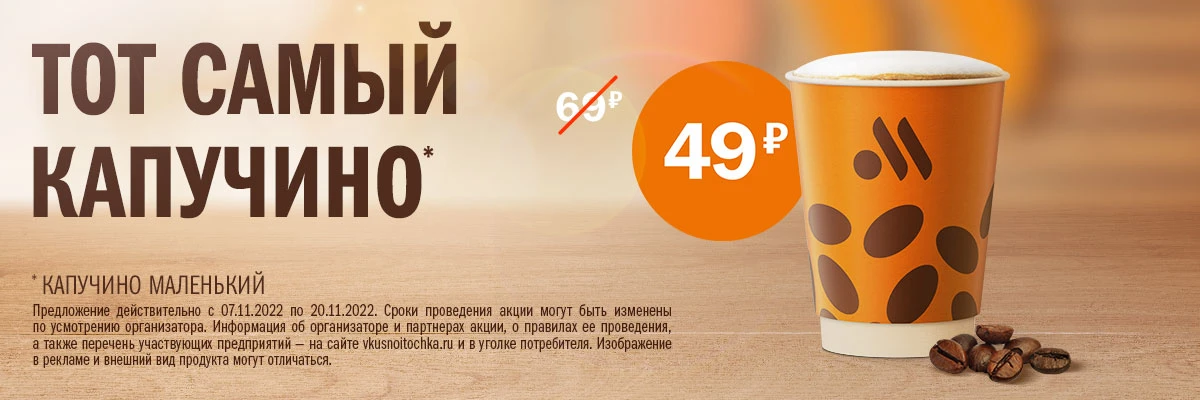 ТОТ САМЫЙ
КАПУЧИНО*
69₽
49₽
* КАПУЧИНО МАЛЕНЬКИЙ
Предложение действительно с 07.11.2022 по 20.11.2022. Сроки проведения акции могут быть изменены
по усмотрению организатора. Информация об организаторе и партнерах акции, о правилах ее проведения,
а также перечень участвующих предприятий – на сайте vkusnoitochka.ru и в уголке потребителя. Изображение
в рекламе и внешний вид продукта могут отличаться.